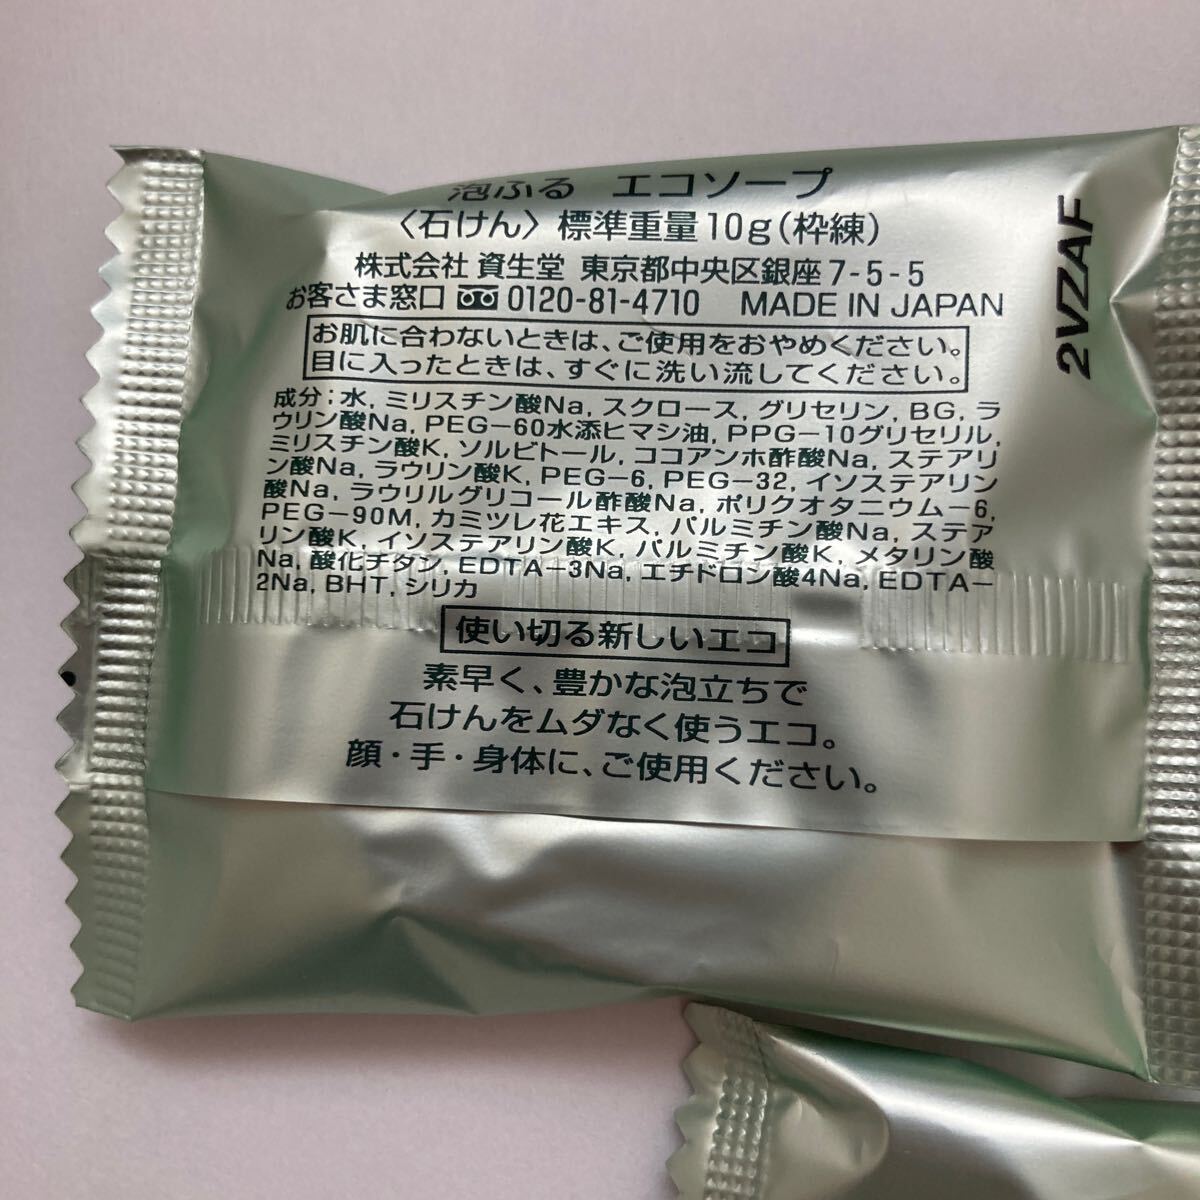 泡ふる エコソープ
〈石けん〉標準重量10g(枠練)
株式会社 資生堂 東京都中央区銀座7-5-5
お客さま窓口 0120-81-4710 MADE IN JAPAN
お肌に合わないときは、ご使用をおやめください。
目に入ったときは、すぐに洗い流してください。
成分:水, ミリスチン酸Na, スクロース, グリセリン, BG, ラ
ウリン酸Na, PEG-60水添ヒマシ油, PPG-10グリセリル,
ミリスチン酸K, ソルビトール, ココアンホ酢酸Na, ステアリ
ン酸Na, ラウリン酸K, PEG-6, PEG-32, イソステアリン
酸Na, ラウリルグリコール酢酸Na, ポリクオタニウム-6,
PEG-90M, カミツレ花エキス, パルミチン酸Na, ステア
リン酸K, イソステアリン酸K, パルミチン酸K, メタリン酸
Na, 酸化チタン, EDTA-3Na, エチドロン酸4Na, EDTA-
2Na, BHT, シリカ
使い切る新しいエコ
素早く、豊かな泡立ちで
石けんをムダなく使うエコ。
顔・手・身体に、ご使用ください。
2VZAF